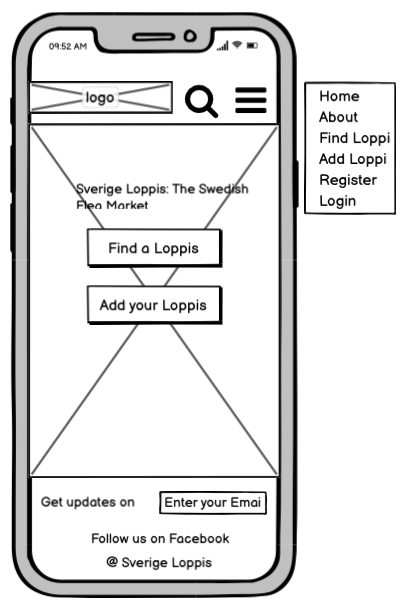 09:52 AM
logo
Sverige Loppis: The Swedish
Flea Market
Find a Loppis
Add your Loppis
Get updates on
Enter your Emai
Follow us on Facebook
@ Sverige Loppis
Home
About
Find Loppi
Add Loppi
Register
Login